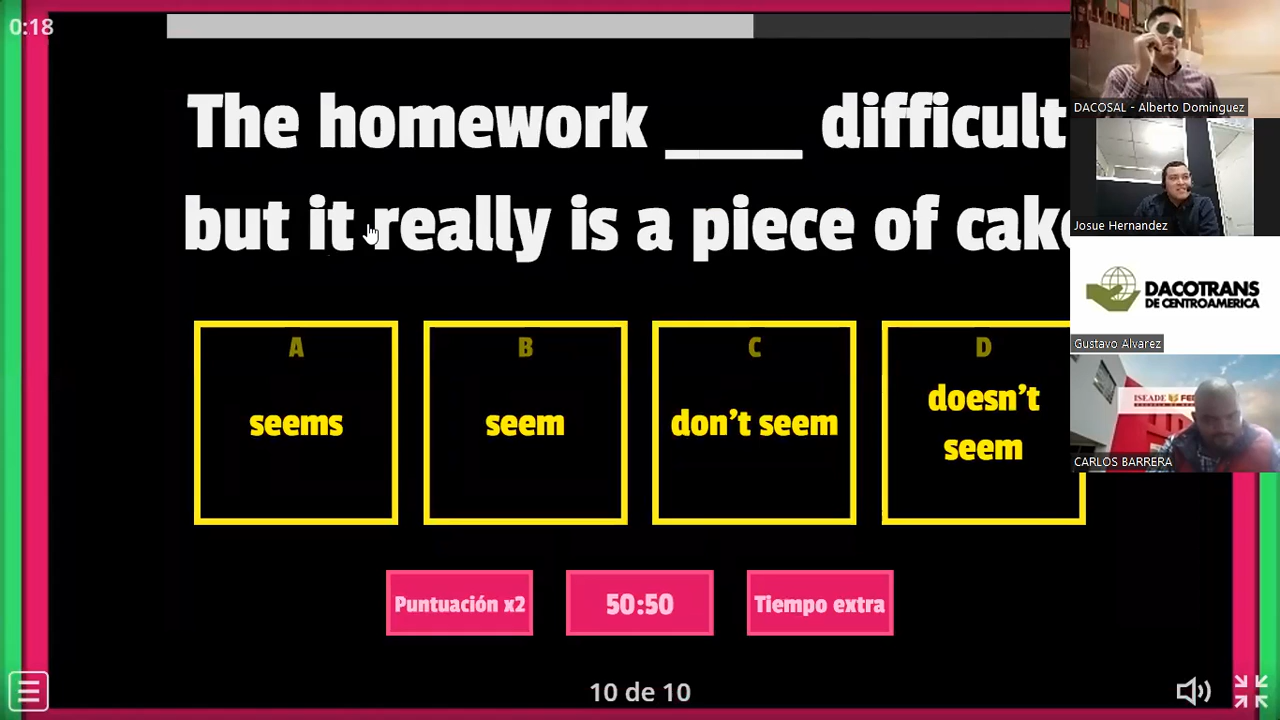 0:18
The homework ____ difficult
but it really is a piece of cake
A
seems
B
seem
C
don't seem
D
doesn't
seem
Puntuación x2
50:50
Tiempo extra
10 de 10
DACOSAL - Alberto Dominguez
Josue Hernandez
DACOTRANS
DE CENTROAMERICA
Gustavo Alvarez
ISEADE
CARLOS BARRERA